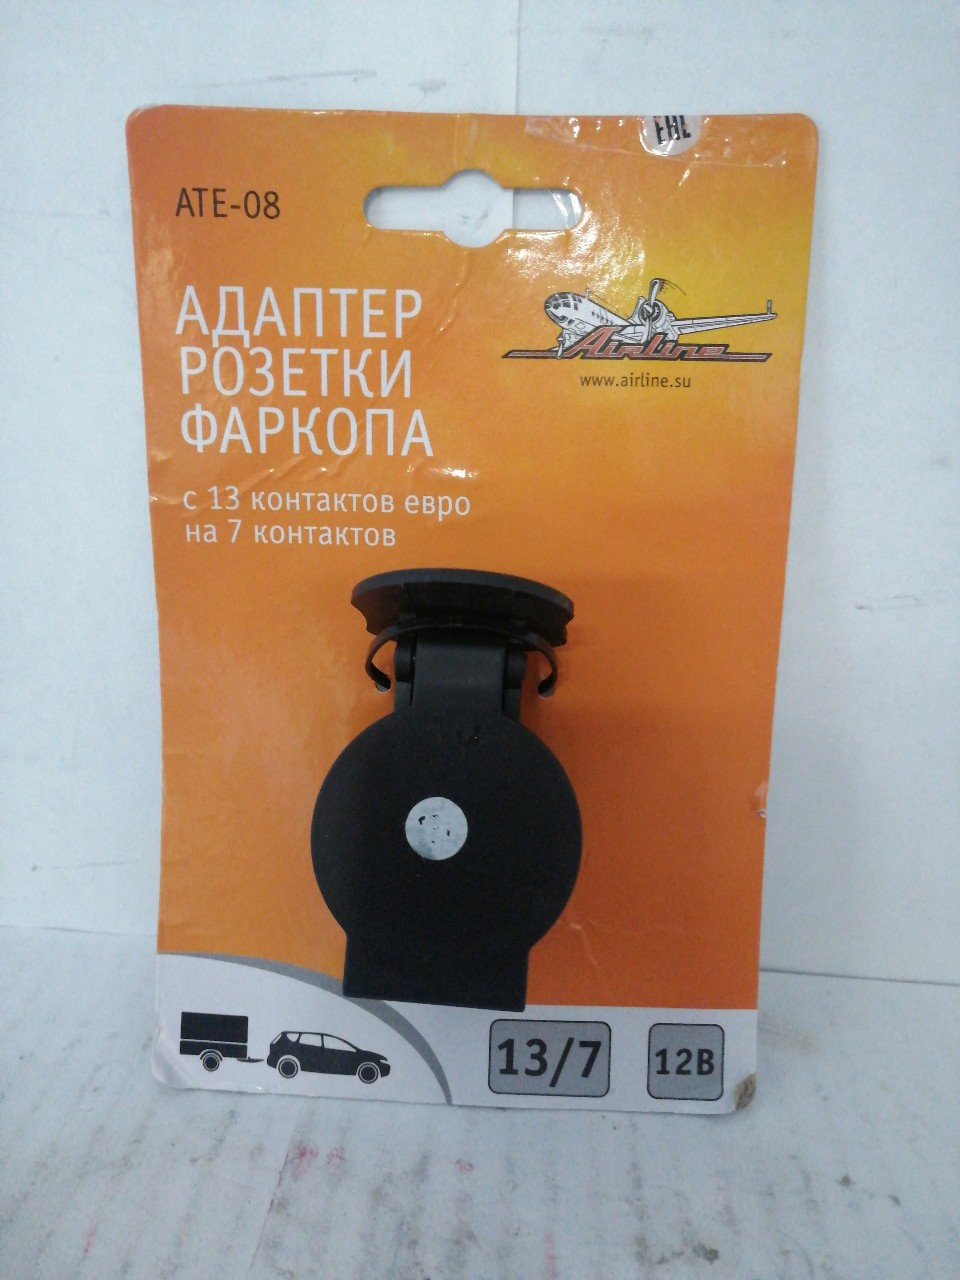 EAC
ATE-08
АДАПТЕР
РОЗЕТКИ
ФАРКОПА
Airline
www.airline.su
с 13 контактов евро
на 7 контактов
13/7
12В